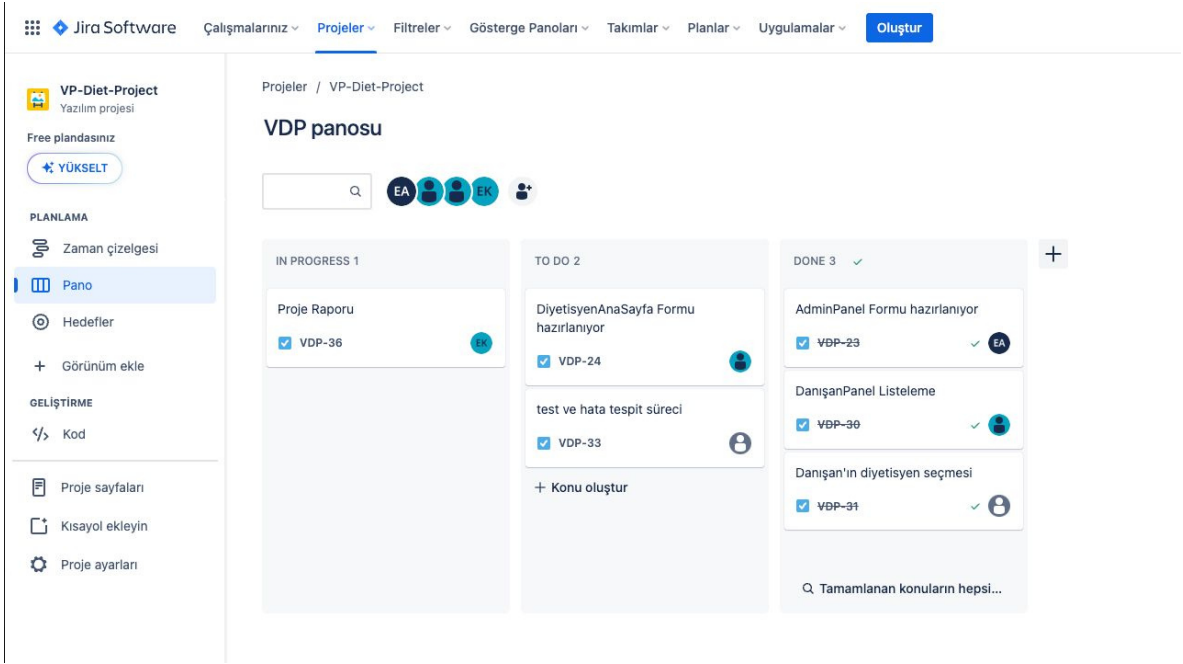 Jira Software Çalışmalarınız Projeler Filtreler Gösterge Panoları Takımlar Planlar Uygulamalar Oluştur
VP-Diet-Project
Yazılım projesi
Free plandasınız
YÜKSELT
PLANLAMA
Zaman çizelgesi
Pano
Hedefler
+ Görünüm ekle
GELİŞTİRME
Kod
Proje sayfaları
Kısayol ekleyin
Proje ayarları
Projeler / VP-Diet-Project
VDP panosu
EA EK
IN PROGRESS 1
Proje Raporu
VDP-36 EK
TO DO 2
DiyetisyenAnaSayfa Formu
hazırlanıyor
VDP-24
test ve hata tespit süreci
VDP-33
+ Konu oluştur
DONE 3
AdminPanel Formu hazırlanıyor
VDP-23 EA
DanışanPanel Listeleme
VDP-30
Danışan'ın diyetisyen seçmesi
VDP-31
Tamamlanan konuların hepsi...